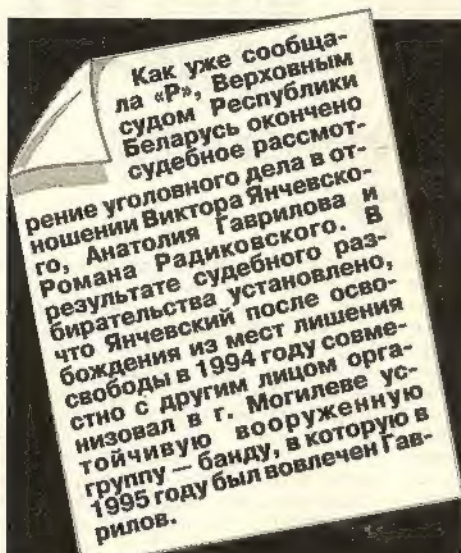 Как уже сообща-
ла «Р», Верховным
судом Республики
Беларусь окончено
судебное рассмот-
рение уголовного дела в от-
ношении Виктора Янчевско-
го, Анатолия Гаврилова и
Романа Радиковского. В
результате судебного раз-
бирательства установлено,
что Янчевский после осво-
бождения из мест лишения
свободы в 1994 году совме-
стно с другим лицом орга-
низовал в г. Могилеве ус-
тойчивую вооруженную
группу — банду, в которую в
1995 году был вовлечен Гав-
рилов.